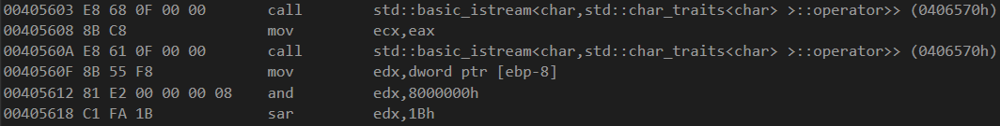 00405603 E8 68 0F 00 00 call std::basic_istream<char,std::char_traits<char> >::operator>> (0406570h)
00405608 8B C8 mov ecx,eax
0040560A E8 61 0F 00 00 call std::basic_istream<char,std::char_traits<char> >::operator>> (0406570h)
0040560F 8B 55 F8 mov edx,dword ptr [ebp-8]
00405612 81 E2 00 00 00 08 and edx,8000000h
00405618 C1 FA 1B sar edx,1Bh